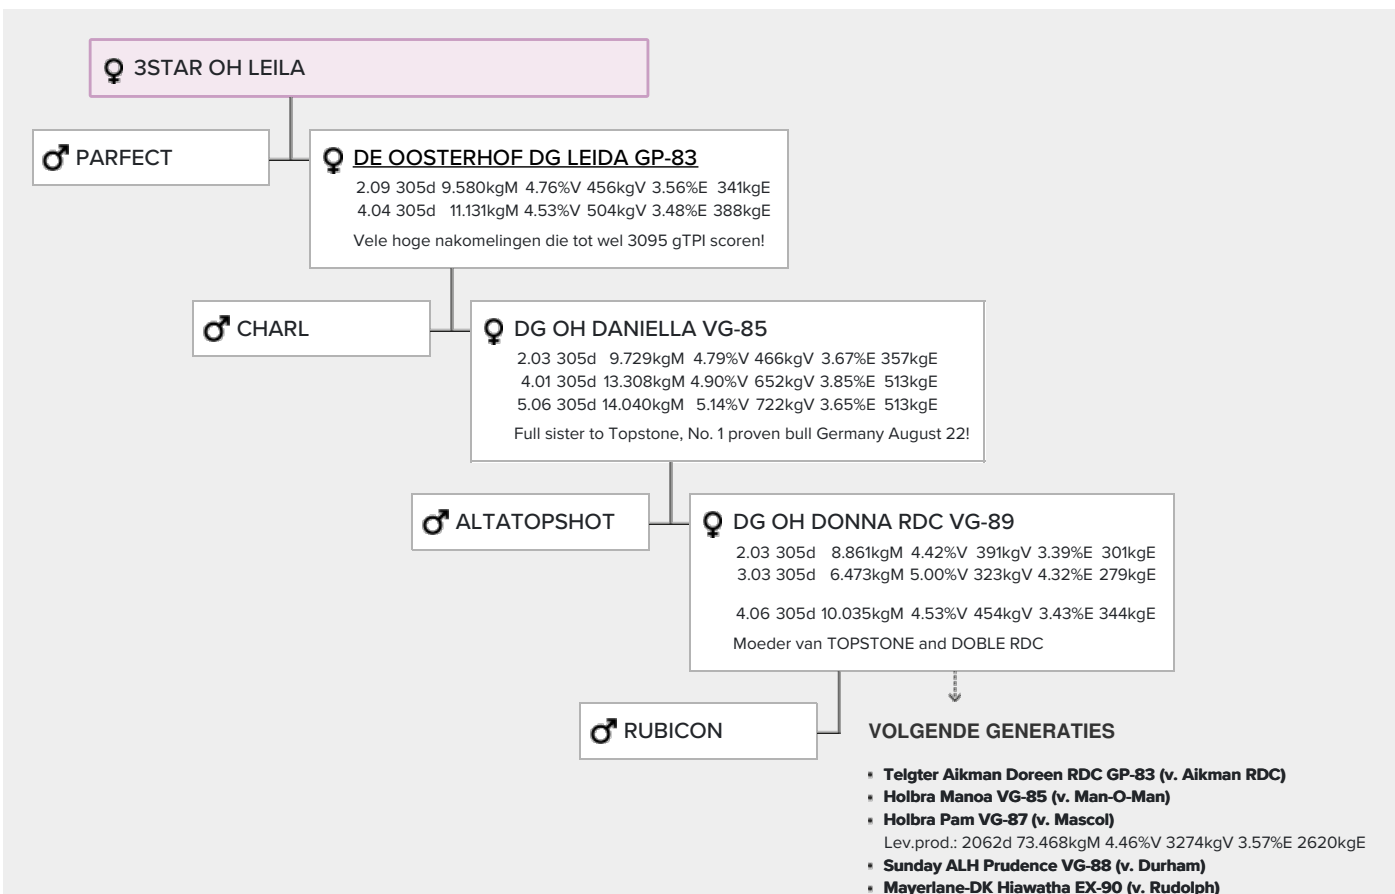 3STAR OH LEILA
PARFECT
DE OOSTERHOF DG LEIDA GP-83
2.09 305d 9.580kgM 4.76%V 456kgV 3.56%E 341kgE
4.04 305d 11.131kgM 4.53%V 504kgV 3.48%E 388kgE
Vele hoge nakomelingen die tot wel 3095 gTPI scoren!
CHARL
DG OH DANIELLA VG-85
2.03 305d 9.729kgM 4.79%V 466kgV 3.67%E 357kgE
4.01 305d 13.308kgM 4.90%V 652kgV 3.85%E 513kgE
5.06 305d 14.040kgM 5.14%V 722kgV 3.65%E 513kgE
Full sister to Topstone, No. 1 proven bull Germany August 22!
ALTATOPSHOT
DG OH DONNA RDC VG-89
2.03 305d 8.861kgM 4.42%V 391kgV 3.39%E 301kgE
3.03 305d 6.473kgM 5.00%V 323kgV 4.32%E 279kgE
4.06 305d 10.035kgM 4.53%V 454kgV 3.43%E 344kgE
Moeder van TOPSTONE and DOBLE RDC
RUBICON
VOLGENDE GENERATIES
Telgter Aikman Doreen RDC GP-83 (v. Aikman RDC)
Holbra Manoa VG-85 (v. Man-O-Man)
Holbra Pam VG-87 (v. Mascol)
Lev.prod.: 2062d 73.468kgM 4.46%V 3274kgV 3.57%E 2620kgE
Sunday ALH Prudence VG-88 (v. Durham)
Mayerlane-DK Hiawatha EX-90 (v. Rudolph)